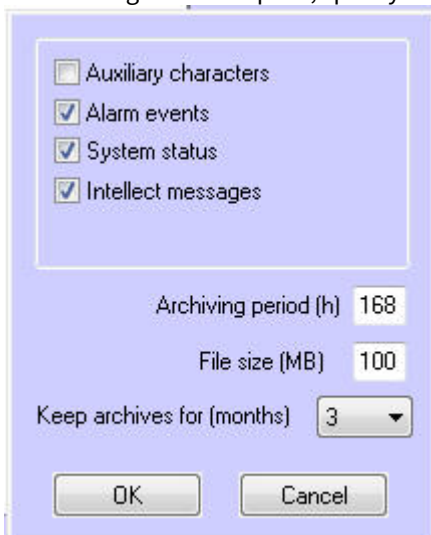 Auxiliary characters
Alarm events
System status
Intellect messages
Archiving period (h) 168
File size (MB) 100
Keep archives for (months) 3
OK Cancel